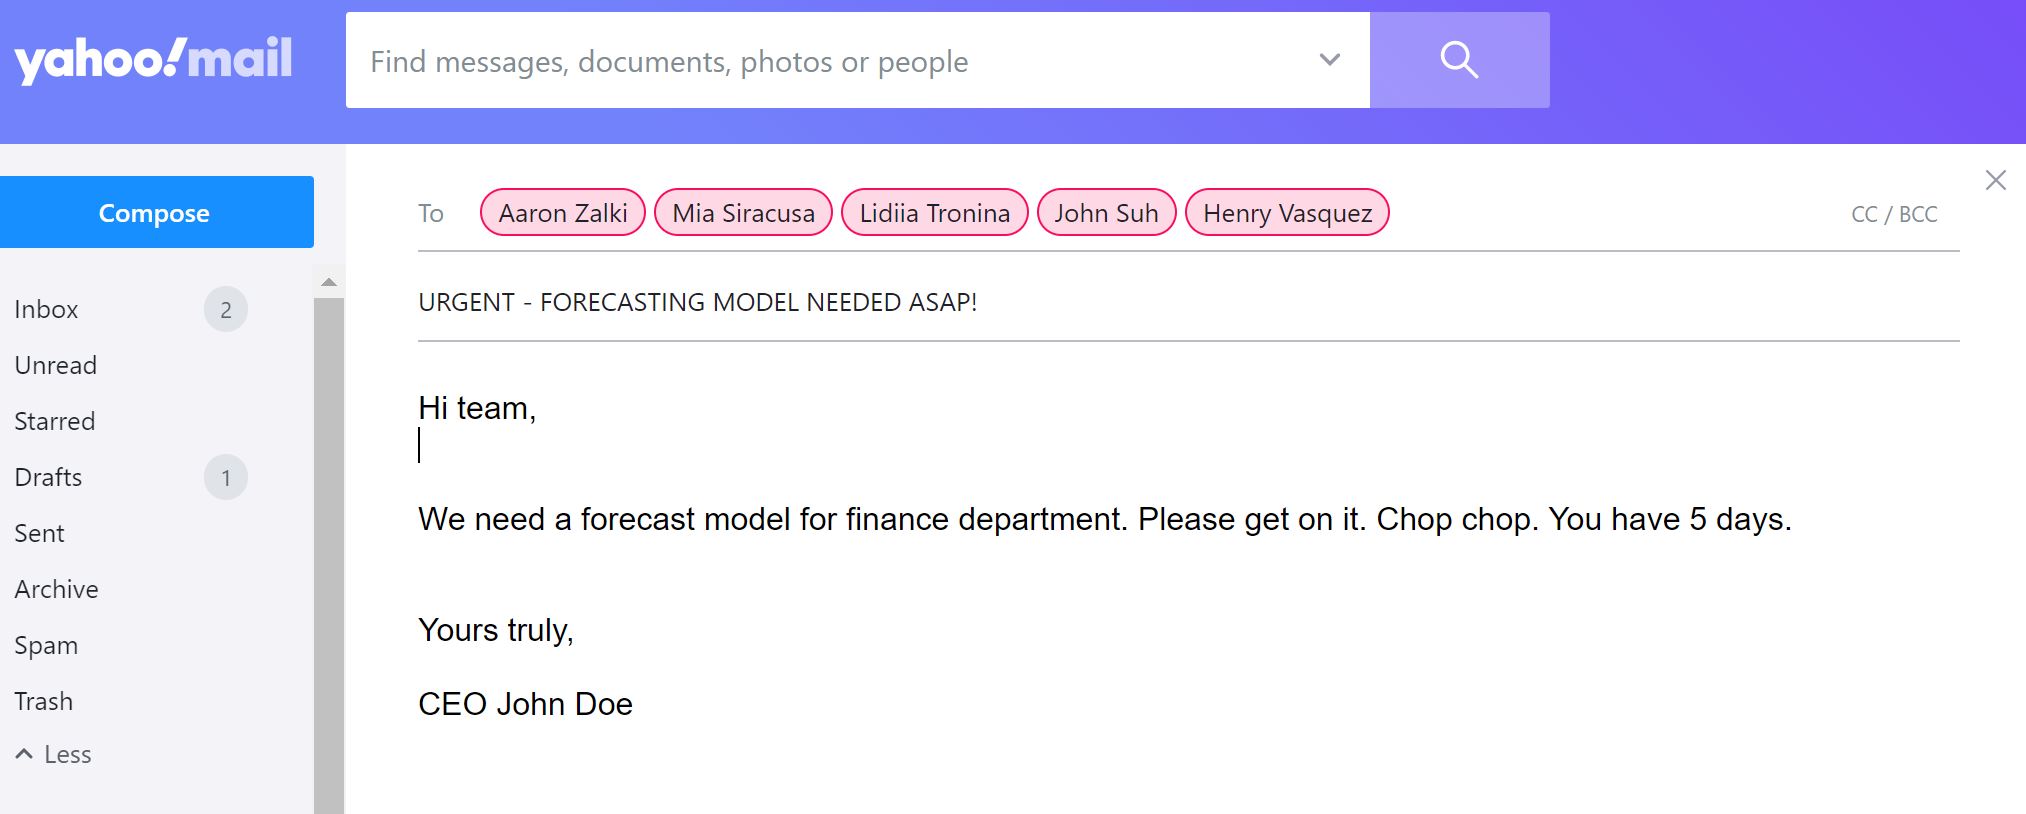 yahoo!mail
Find messages, documents, photos or people
Compose
To Aaron Zalki Mia Siracusa Lidiia Tronina John Suh Henry Vasquez CC / BCC
URGENT - FORECASTING MODEL NEEDED ASAP!
Inbox 2
Unread
Starred
Drafts 1
Sent
Archive
Spam
Trash
Less
Hi team,
We need a forecast model for finance department. Please get on it. Chop chop. You have 5 days.
Yours truly,
CEO John Doe